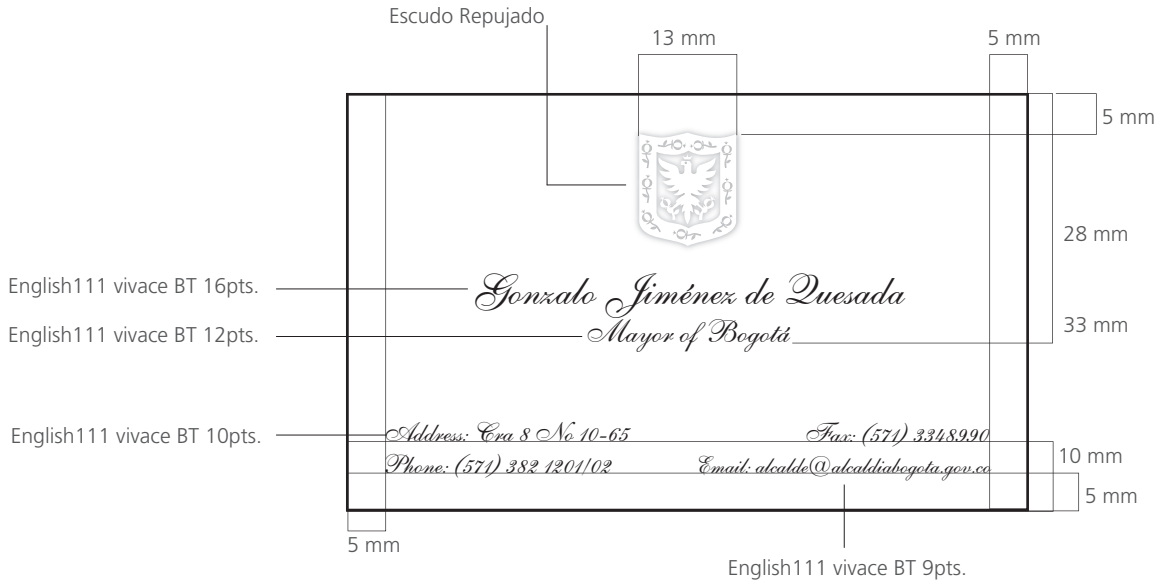 Escudo Repujado
13 mm
5 mm
5 mm
28 mm
English111 vivace BT 16pts.
Gonzalo Jiménez de Quesada
33 mm
English111 vivace BT 12pts.
Mayor of Bogotá
English111 vivace BT 10pts.
Address: Cra 8 No 10-65
Fax: (571) 3348990
Phone: (571) 382 1201/02
Email: alcalde@alcaldiabogota.gov.co
10 mm
5 mm
5 mm
English111 vivace BT 9pts.